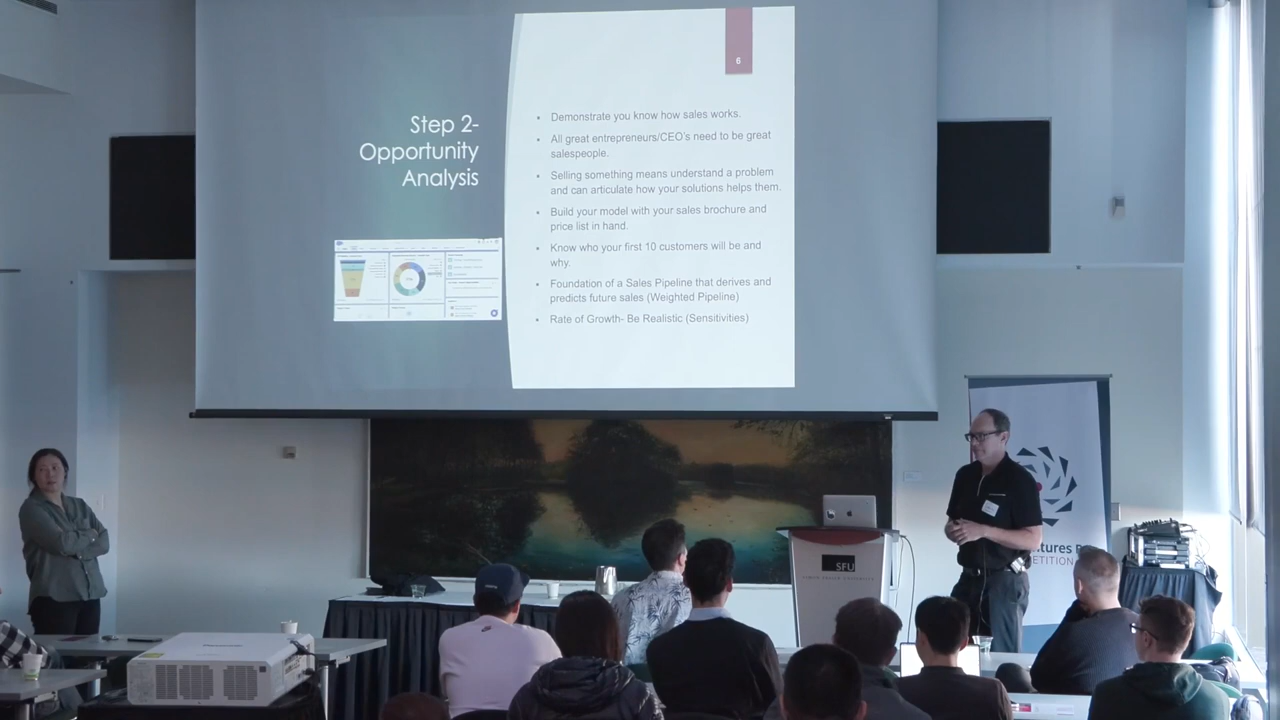 6
Step 2-
Opportunity
Analysis
Demonstrate you know how sales works.
All great entrepreneurs/CEO's need to be great
salespeople.
Selling something means understand a problem
and can articulate how your solutions helps them.
Build your model with your sales brochure and
price list in hand.
Know who your first 10 customers will be and
why.
Foundation of a Sales Pipeline that derives and
predicts future sales (Weighted Pipeline)
Rate of Growth- Be Realistic (Sensitivities)
SFU
SIMON FRASER UNIVERSITY